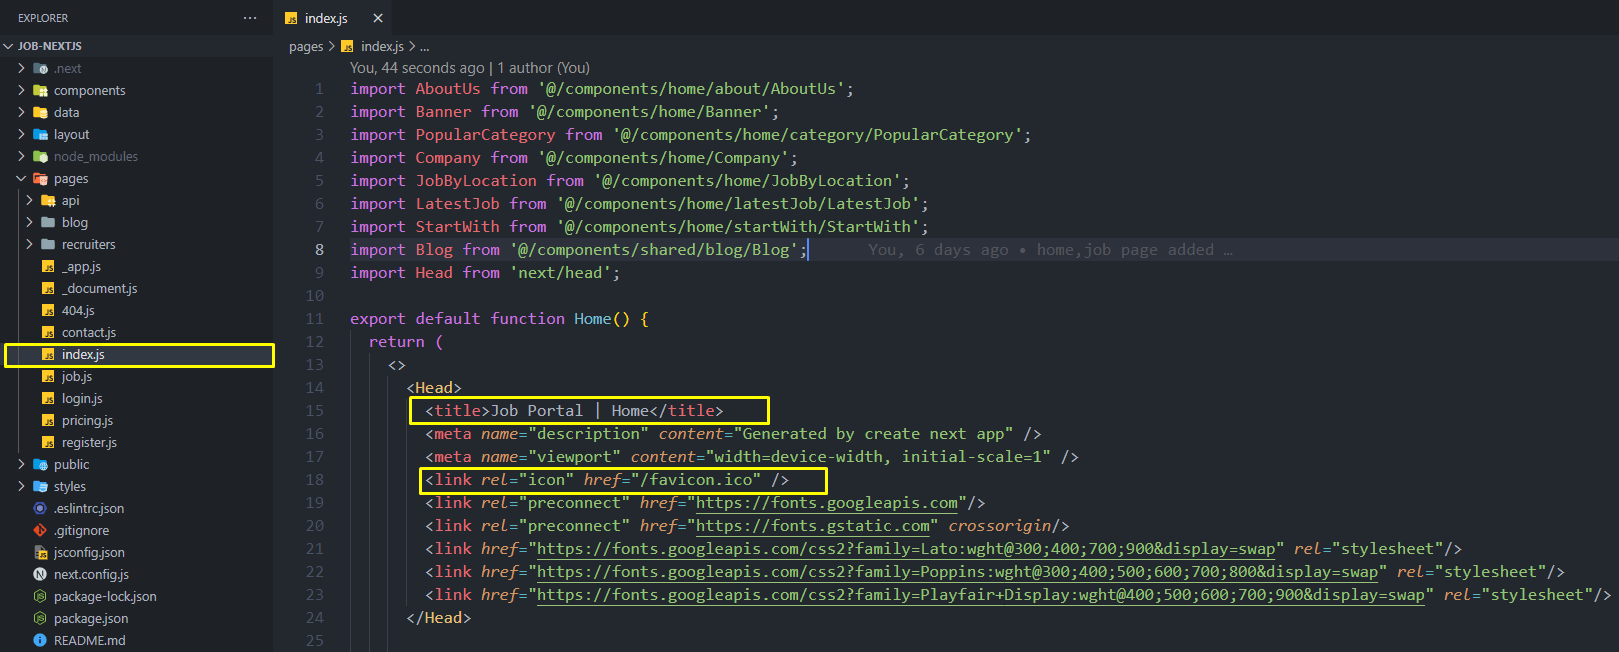 EXPLORER
...
JOB-NEXTJS
.next
components
data
layout
node_modules
pages
api
blog
recruiters
_app.js
_document.js
404.js
contact.js
index.js
job.js
login.js
pricing.js
register.js
public
styles
.eslintrc.json
.gitignore
jsconfig.json
next.config.js
package-lock.json
package.json
README.md
JS index.js ×
pages > JS index.js > ...
You, 44 seconds ago | 1 author (You)
1 import AboutUs from '@/components/home/about/AboutUs';
2 import Banner from '@/components/home/Banner';
3 import PopularCategory from '@/components/home/category/PopularCategory';
4 import Company from '@/components/home/Company';
5 import JobByLocation from '@/components/home/JobByLocation';
6 import LatestJob from '@/components/home/latestJob/LatestJob';
7 import StartWith from '@/components/home/startWith/StartWith';
8 import Blog from '@/components/shared/blog/Blog'; You, 6 days ago • home,job page added …
9 import Head from 'next/head';
10
11 export default function Home() {
12 return (
13 <>
14 <Head>
15 <title>Job Portal | Home</title>
16 <meta name="description" content="Generated by create next app" />
17 <meta name="viewport" content="width=device-width, initial-scale=1" />
18 <link rel="icon" href="/favicon.ico" />
19 <link rel="preconnect" href="https://fonts.googleapis.com"/>
20 <link rel="preconnect" href="https://fonts.gstatic.com" crossorigin/>
21 <link href="https://fonts.googleapis.com/css2?family=Lato:wght@300;400;700;900&display=swap" rel="stylesheet"/>
22 <link href="https://fonts.googleapis.com/css2?family=Poppins:wght@300;400;500;600;700;800&display=swap" rel="stylesheet"/>
23 <link href="https://fonts.googleapis.com/css2?family=Playfair+Display:wght@400;500;600;700;900&display=swap" rel="stylesheet"/>
24 </Head>
25